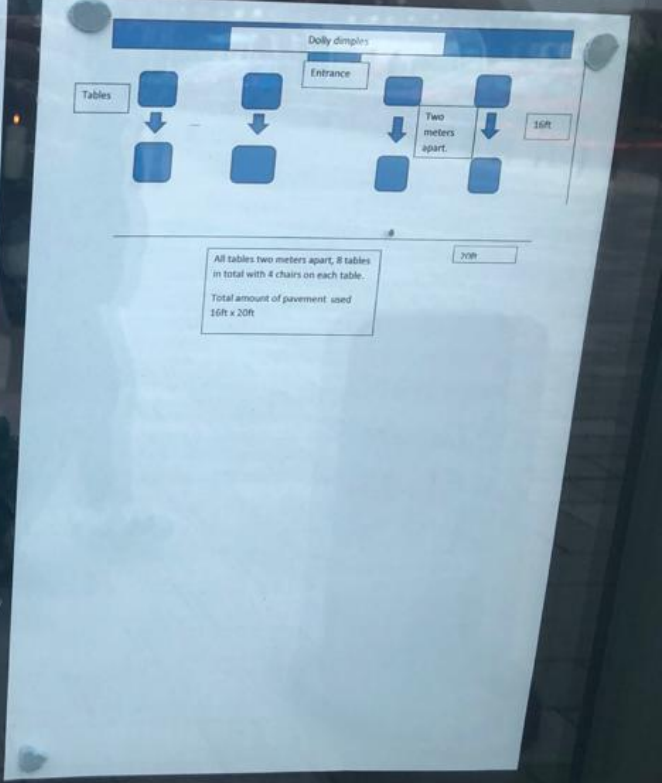 Dolly dimples
Entrance
Tables
Two
meters
apart.
16ft
All tables two meters apart, 8 tables
in total with 4 chairs on each table.
Total amount of pavement used
16ft x 20ft
20ft